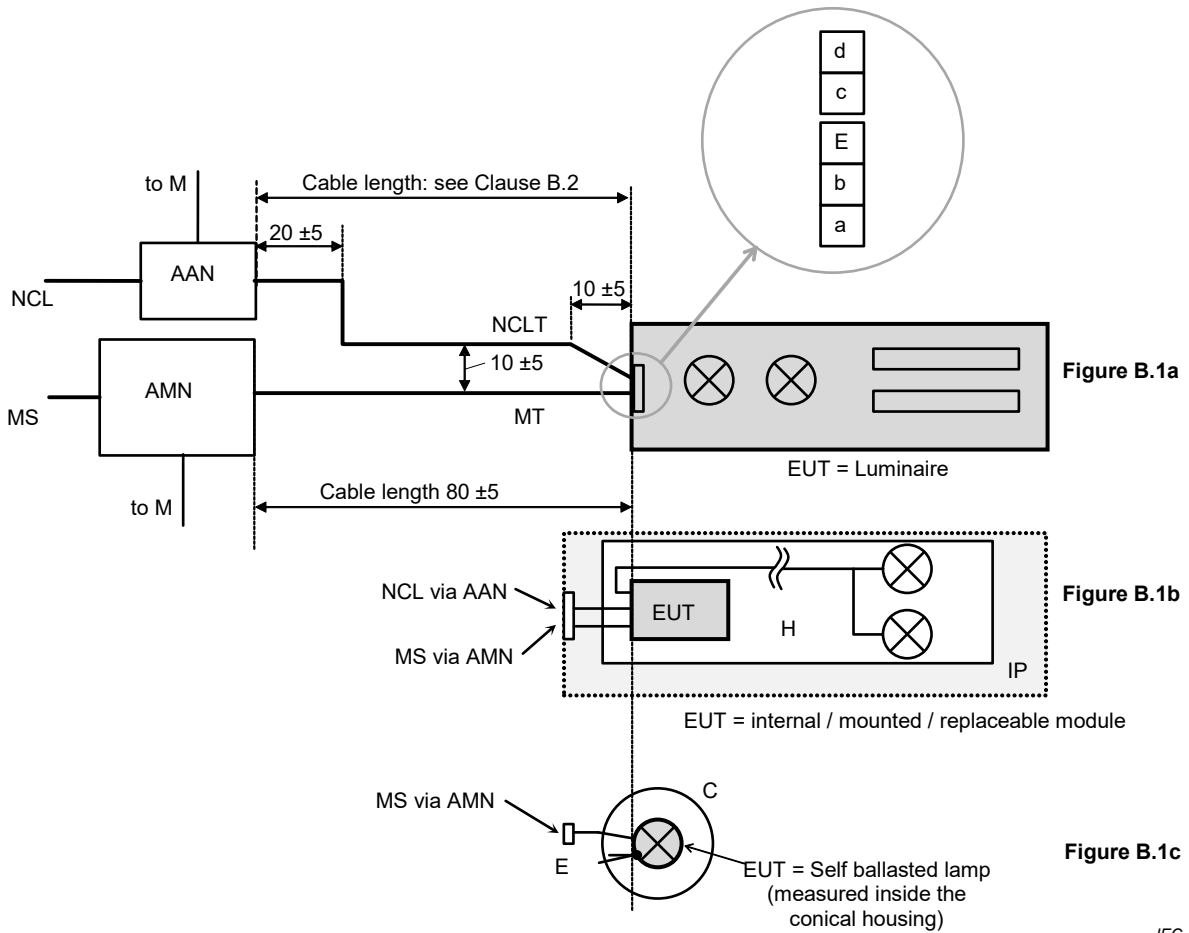 d
c
E
b
a
to M
Cable length: see Clause B.2
20 ±5
AAN
NCL
10 ±5
NCLT
10 ±5
Figure B.1a
AMN
MS
MT
EUT = Luminaire
Cable length 80 ±5
to M
NCL via AAN
EUT
H
Figure B.1b
MS via AMN
IP
EUT = internal / mounted / replaceable module
C
MS via AMN
E
Figure B.1c
EUT = Self ballasted lamp
(measured inside the
conical housing)